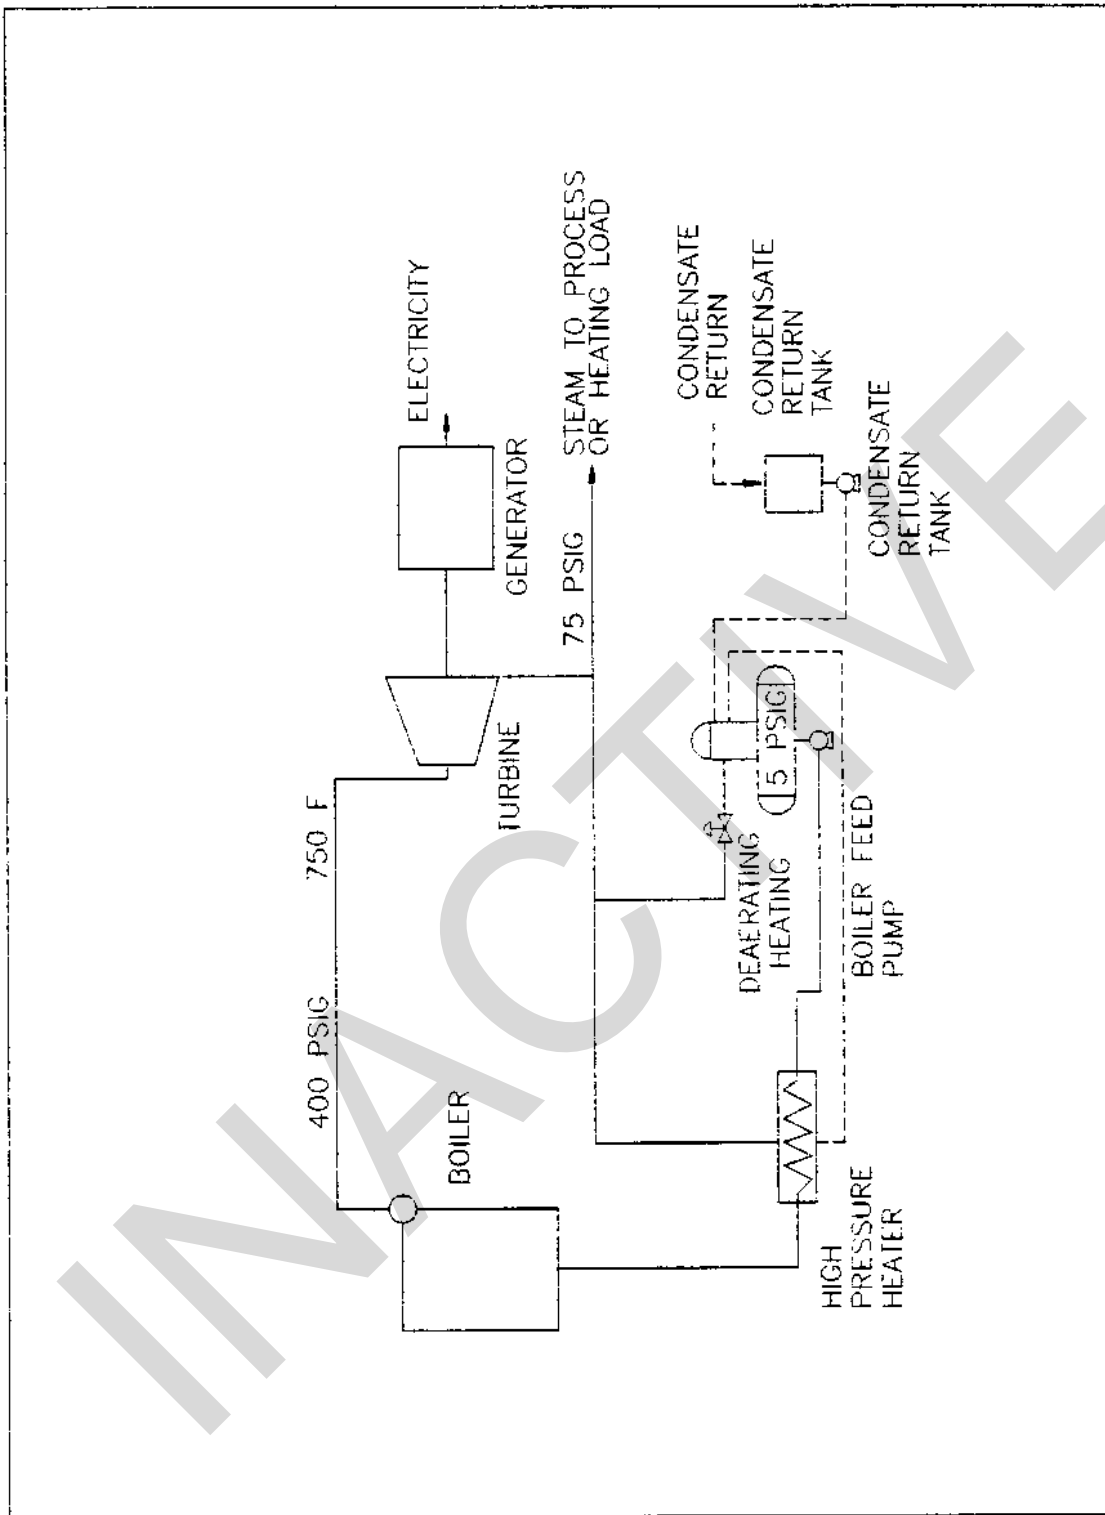 400 PSIG
750 F
ELECTRICITY
BOILER
TURBINE
GENERATOR
75 PSIG
STEAM TO PROCESS
OR HEATING LOAD
CONDENSATE
RETURN
CONDENSATE
RETURN
TANK
5 PSIG
DEAERATING
HEATING
CONDENSATE
RETURN
TANK
BOILER FEED
PUMP
HIGH
PRESSURE
HEATER
INACTIVE